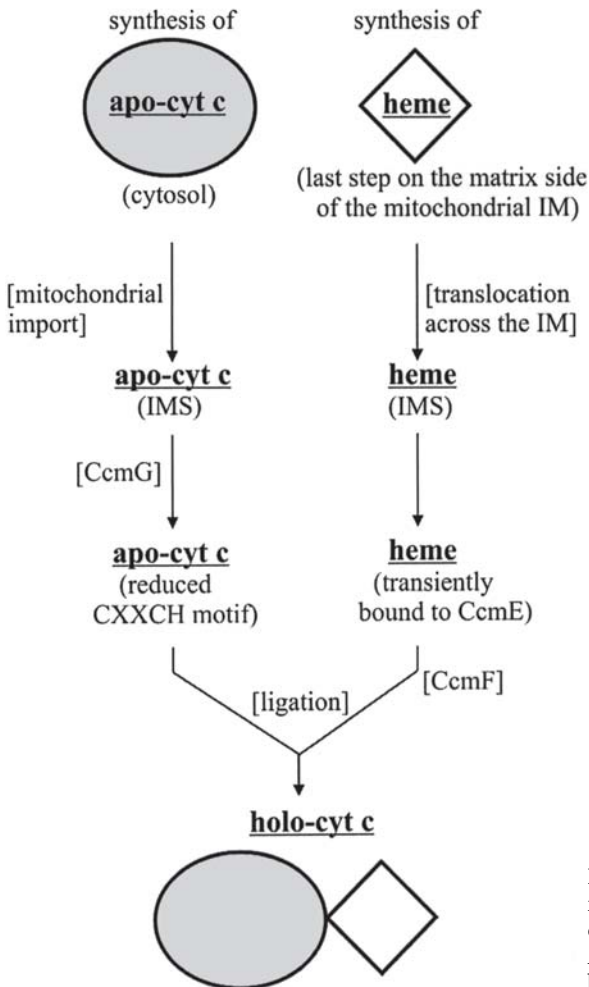 synthesis of
apo-cyt c
(cytosol)
synthesis of
heme
(last step on the matrix side
of the mitochondrial IM)
[mitochondrial
import]
[translocation
across the IM]
apo-cyt c
(IMS)
heme
(IMS)
[CcmG]
apo-cyt c
(reduced
CXXCH motif)
heme
(transiently
bound to CcmE)
[ligation]
[CcmF]
holo-cyt c